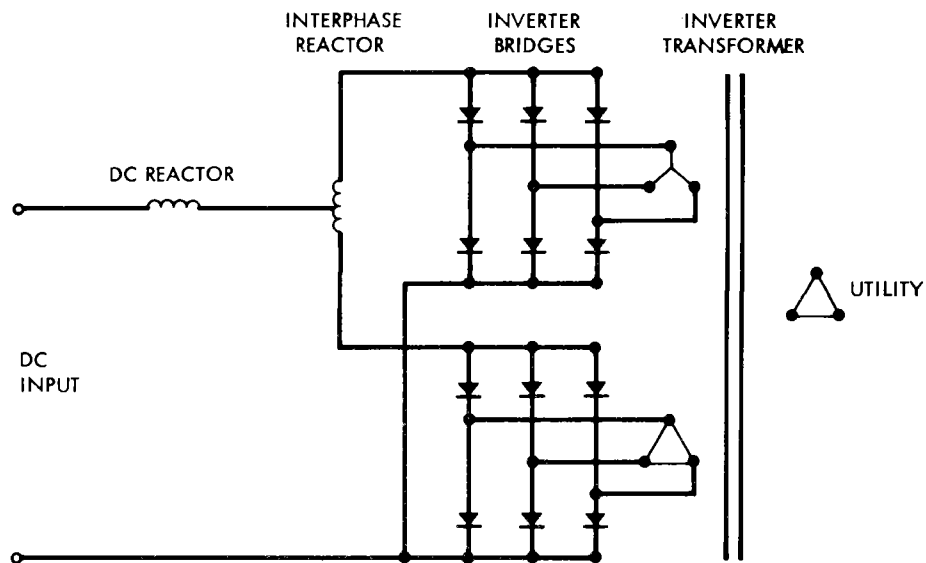 INTERPHASE
REACTOR
INVERTER
BRIDGES
INVERTER
TRANSFORMER
DC REACTOR
UTILITY
DC
INPUT